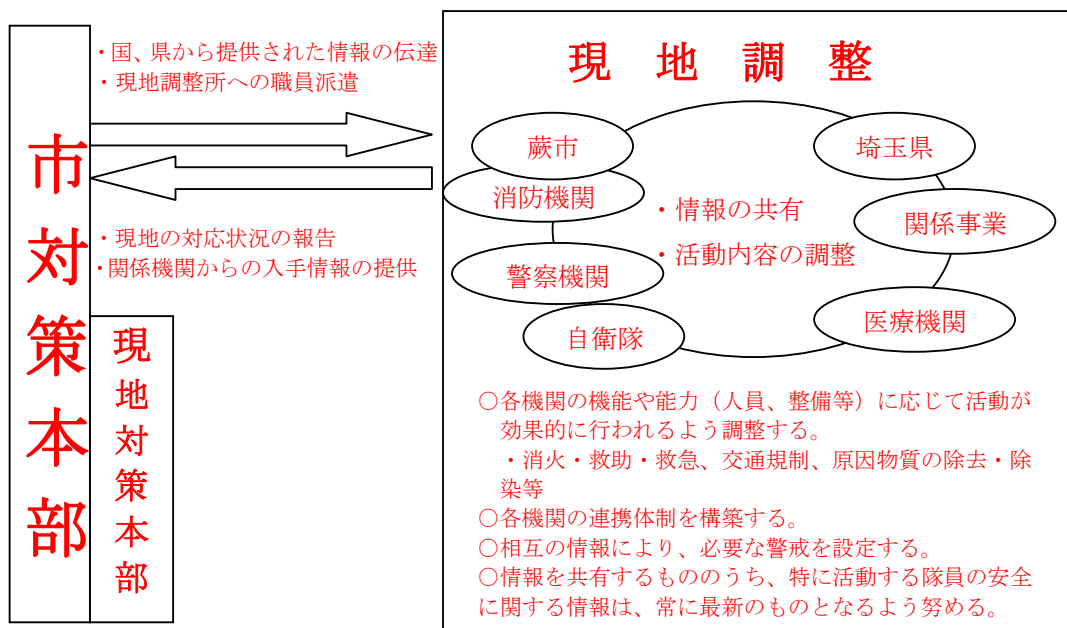 市対策本部
現地対策本部
・国、県から提供された情報の伝達
・現地調整所への職員派遣
・現地の対応状況の報告
・関係機関からの入手情報の提供
現地調整
蕨市
消防機関
警察機関
自衛隊
埼玉県
関係事業
医療機関
・情報の共有
・活動内容の調整
○各機関の機能や能力（人員、整備等）に応じて活動が
効果的に行われるよう調整する。
・消火・救助・救急、交通規制、原因物質の除去・除
染等
○各機関の連携体制を構築する。
○相互の情報により、必要な警戒を設定する。
○情報を共有するもののうち、特に活動する隊員の安全
に関する情報は、常に最新のものとなるよう努める。